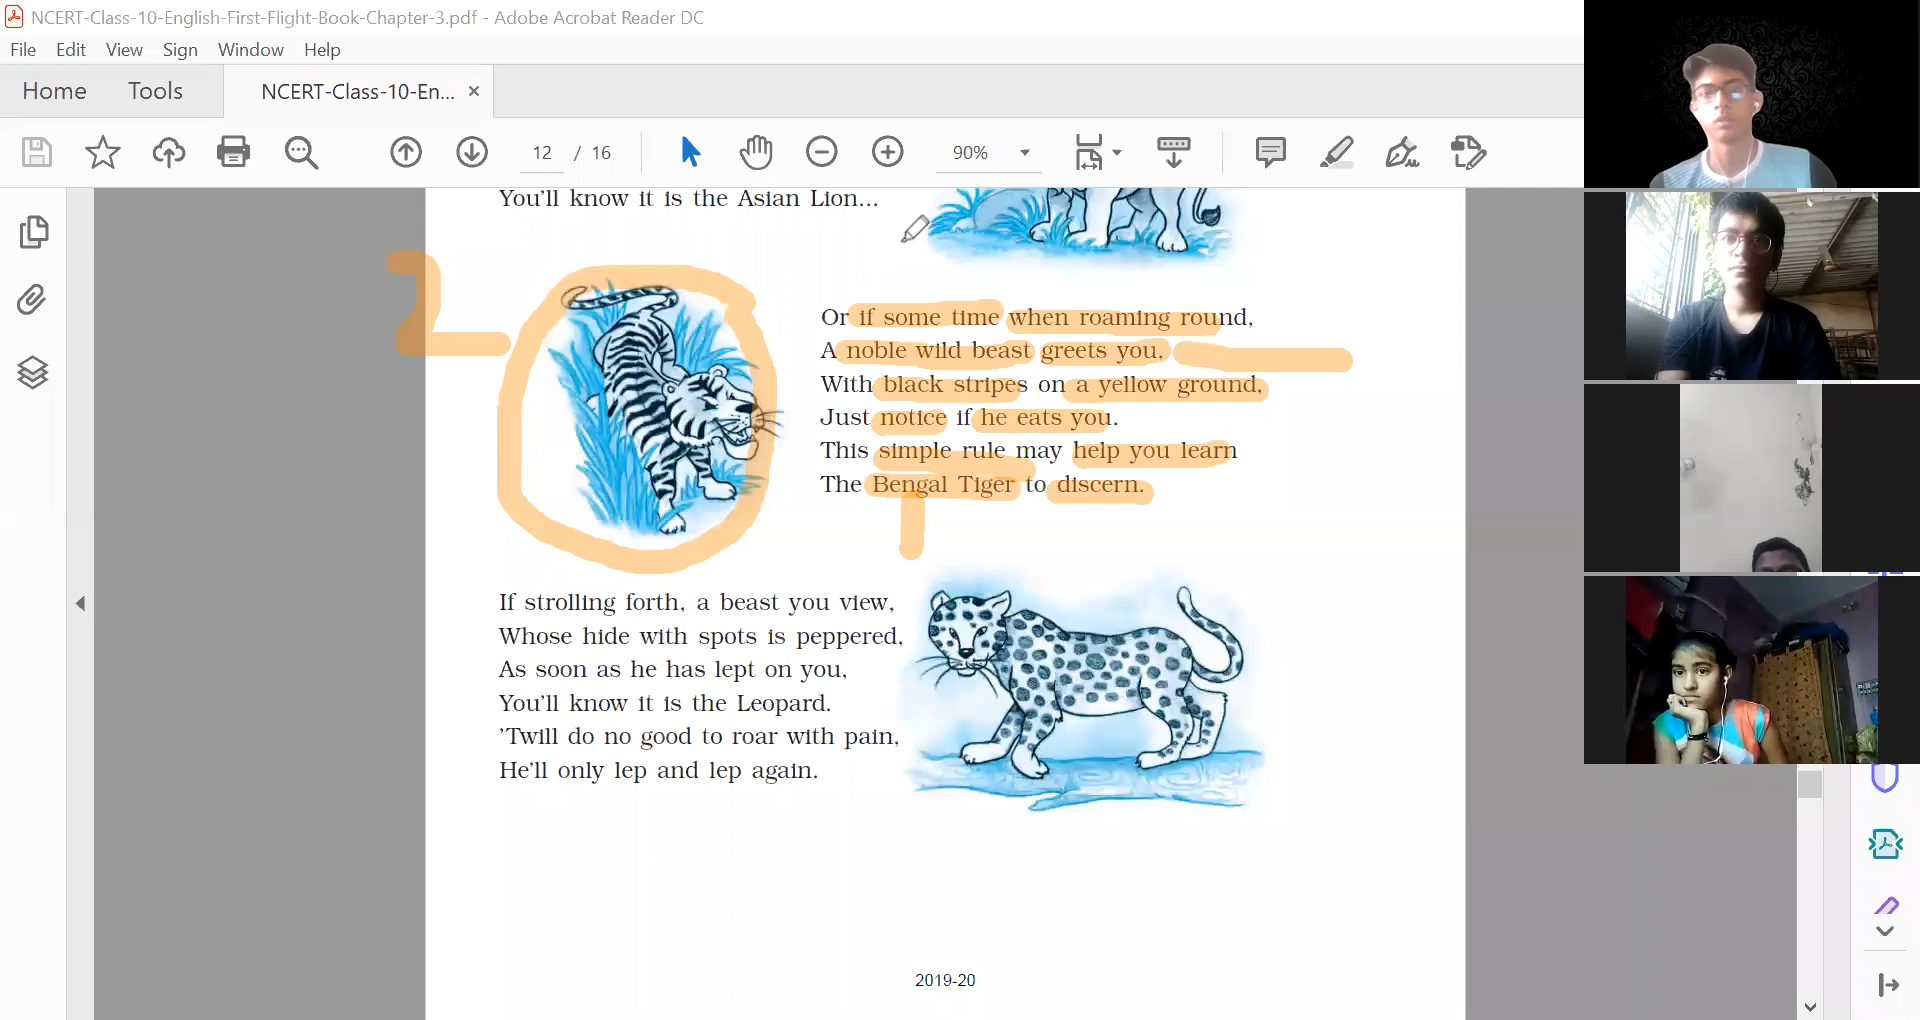 NCERT-Class-10-English-First-Flight-Book-Chapter-3.pdf - Adobe Acrobat Reader DC
File Edit View Sign Window Help
Home Tools NCERT-Class-10-En... ×
12 / 16 90%
You'll know it is the Asian Lion...
2
Or if some time when roaming round,
A noble wild beast greets you,
With black stripes on a yellow ground,
Just notice if he eats you.
This simple rule may help you learn
The Bengal Tiger to discern.
If strolling forth, a beast you view,
Whose hide with spots is peppered,
As soon as he has lept on you,
You'll know it is the Leopard.
'Twill do no good to roar with pain,
He'll only lep and lep again.
2019-20